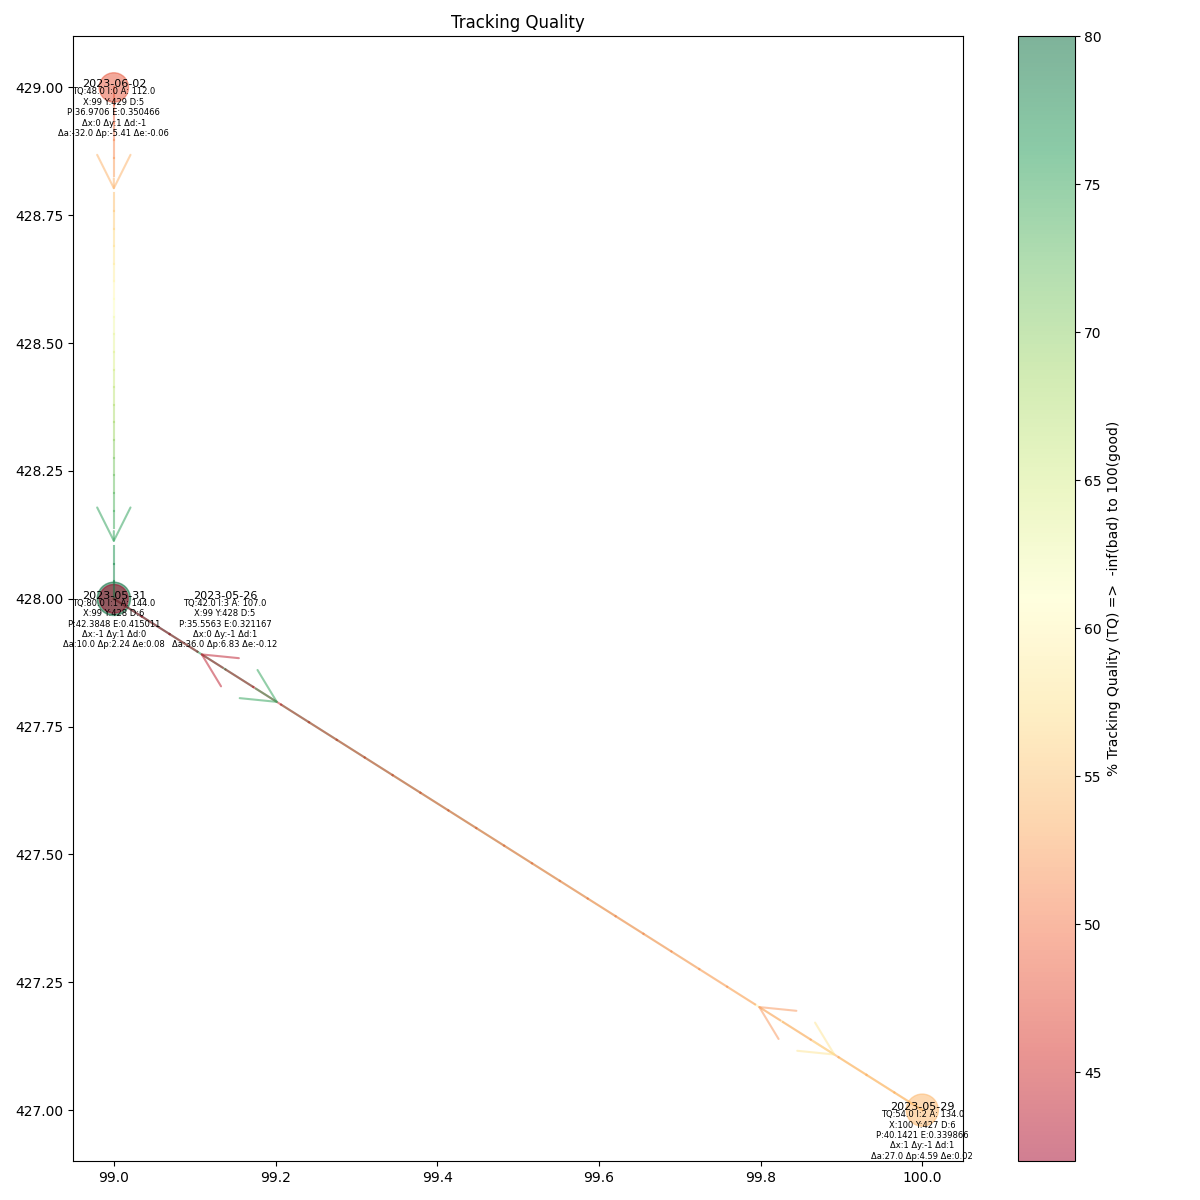 Tracking Quality
429.00
428.75
428.50
428.25
428.00
427.75
427.50
427.25
427.00
2023-06-02
TQ:48.0 I:0 A: 112.0
X:99 Y:429 D:5
P:36.9706 E:0.350466
Δx:0 Δy:1 Δd:-1
Δa:-32.0 Δp:-5.41 Δe:-0.06
2023-05-31
TQ:80.0 I:1 A: 144.0
X:99 Y:428 D:6
P:42.3848 E:0.415011
Δx:-1 Δy:1 Δd:0
Δa:10.0 Δp:2.24 Δe:0.08
2023-05-26
TQ:42.0 I:3 A: 107.0
X:99 Y:428 D:5
P:35.5563 E:0.321167
Δx:0 Δy:-1 Δd:1
Δa:36.0 Δp:6.83 Δe:-0.12
2023-05-29
TQ:54.0 I:2 A: 134.0
X:100 Y:427 D:6
P:40.1421 E:0.339866
Δx:1 Δy:-1 Δd:1
Δa:27.0 Δp:4.59 Δe:0.02
99.0
99.2
99.4
99.6
99.8
100.0
80
75
70
65
60
55
50
45
% Tracking Quality (TQ) => -inf(bad) to 100(good)